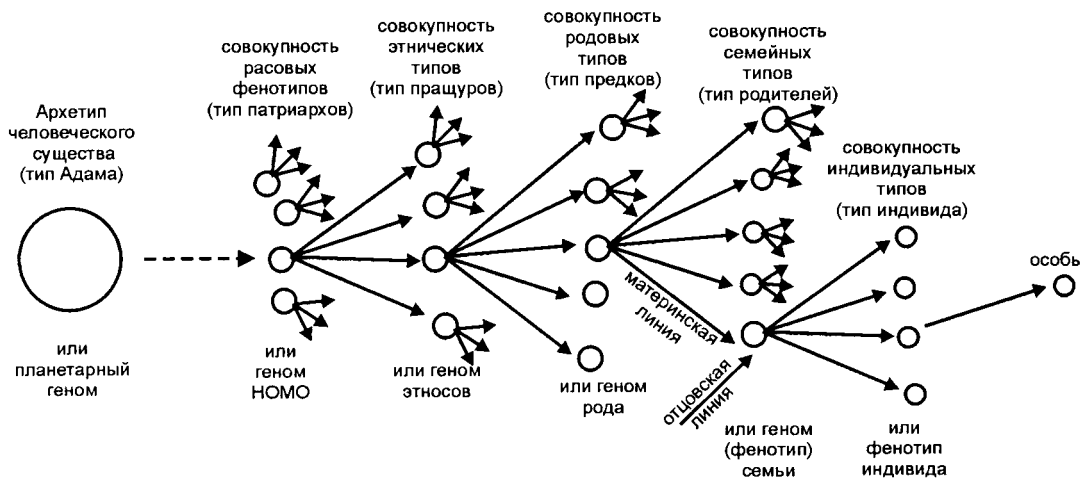 Архетип
человеческого
существа
(тип Адама)
или
планетарный
геном
совокупность
расовых
фенотипов
(тип патриархов)
или
геном
НОМО
совокупность
этнических
типов
(тип пращуров)
или геном
этносов
совокупность
родовых
типов
(тип предков)
или геном
рода
совокупность
семейных
типов
(тип родителей)
материнская
линия
отцовская
линия
или геном
(фенотип)
семьи
совокупность
индивидуальных
типов
(тип индивида)
или
фенотип
индивида
особь